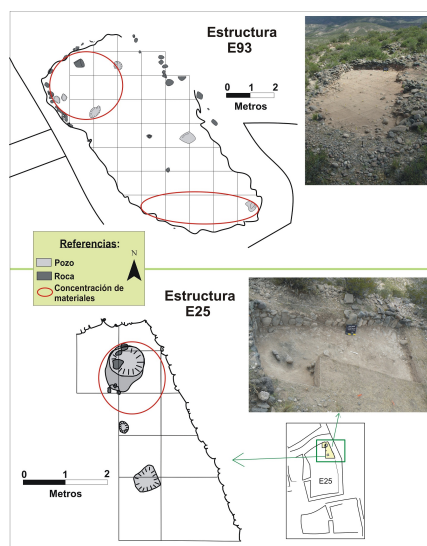 Estructura
E93
0 1 2
Metros
Referencias:
Pozo
Roca
Concentración de
materiales
N
Estructura
E25
0 1 2
Metros
E25